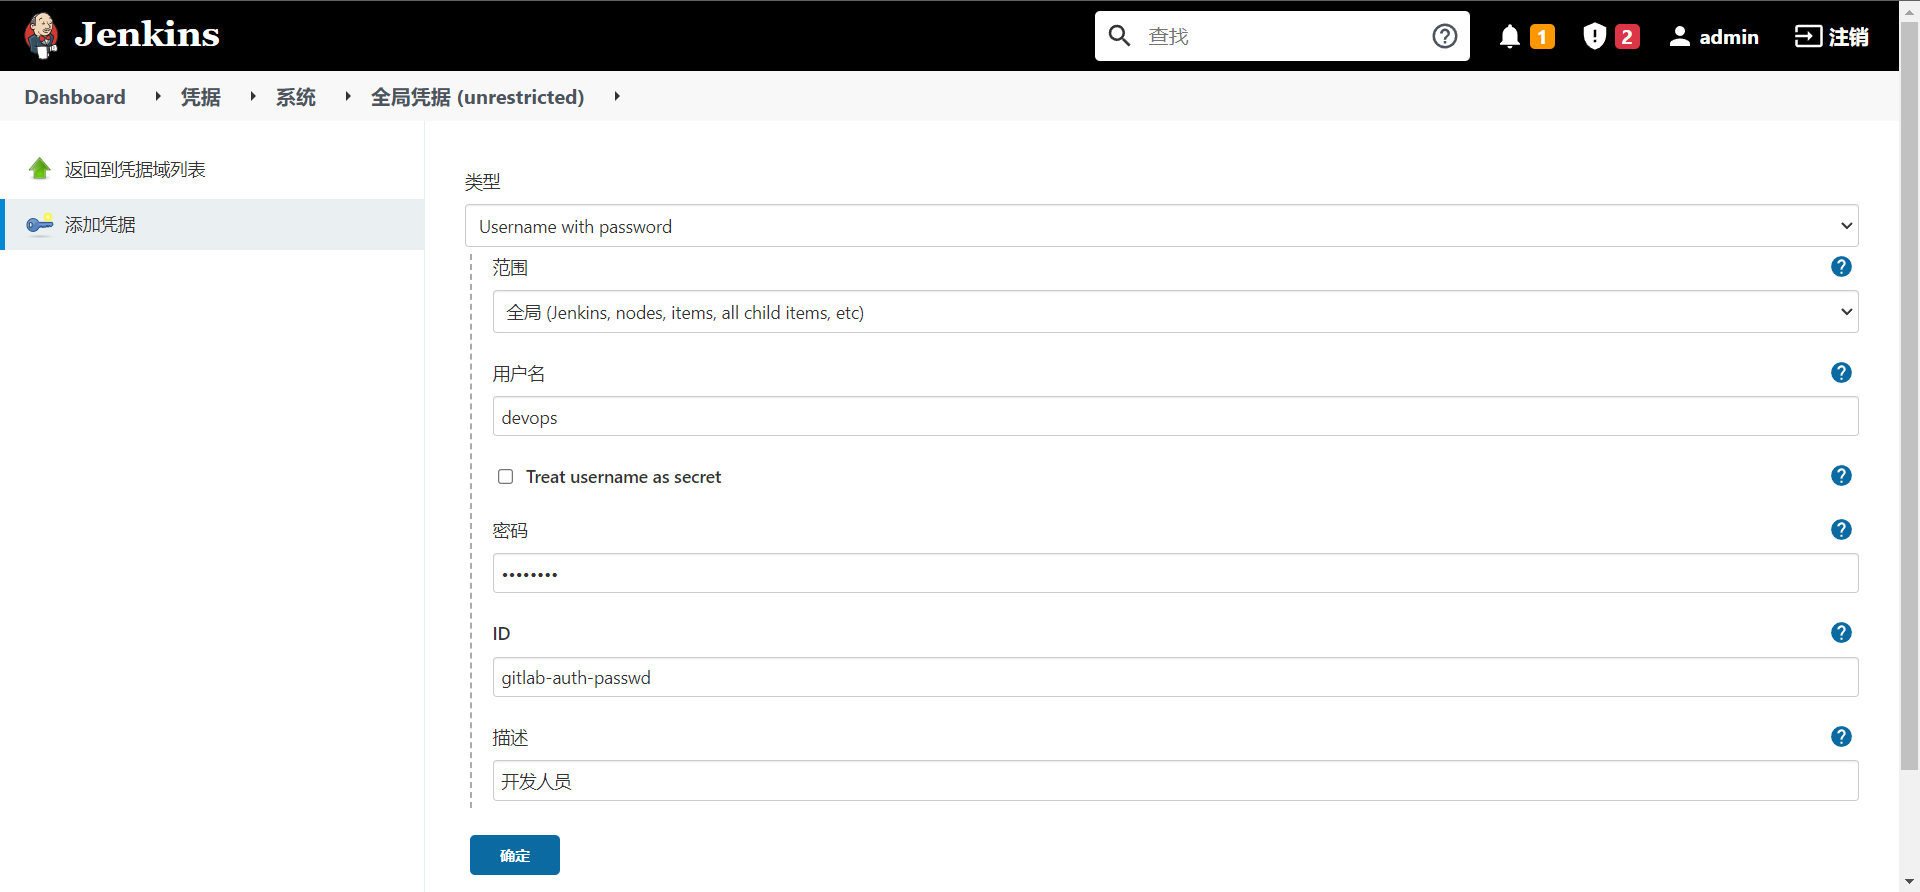 Jenkins
查找
1
2
admin
注销
Dashboard
凭据
系统
全局凭据 (unrestricted)
返回到凭据域列表
添加凭据
类型
Username with password
范围
全局 (Jenkins, nodes, items, all child items, etc)
用户名
devops
Treat username as secret
密码
••••••••
ID
gitlab-auth-passwd
描述
开发人员
确定